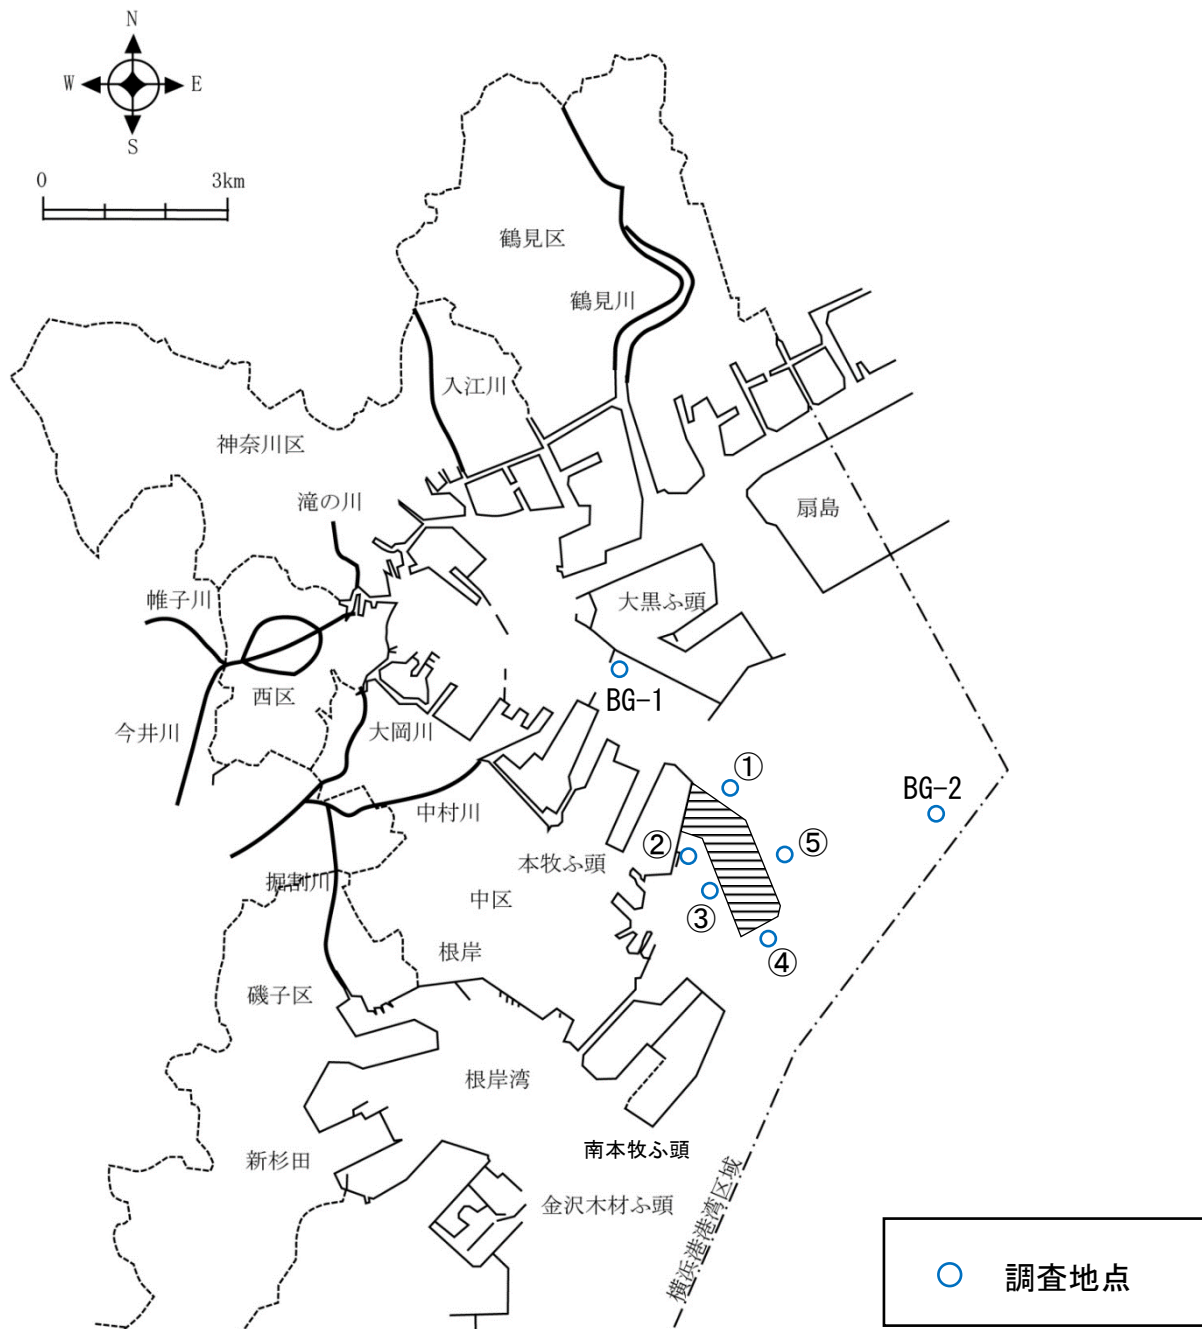 N
W
E
S
0
3km
鶴見区
鶴見川
入江川
神奈川区
滝の川
扇島
帷子川
大黒ふ頭
西区
BG-1
今井川
大岡川
①
BG-2
中村川
②
⑤
本牧ふ頭
掘割川
中区
③
根岸
④
磯子区
根岸湾
南本牧ふ頭
新杉田
横浜港港湾区域
金沢木材ふ頭
調査地点